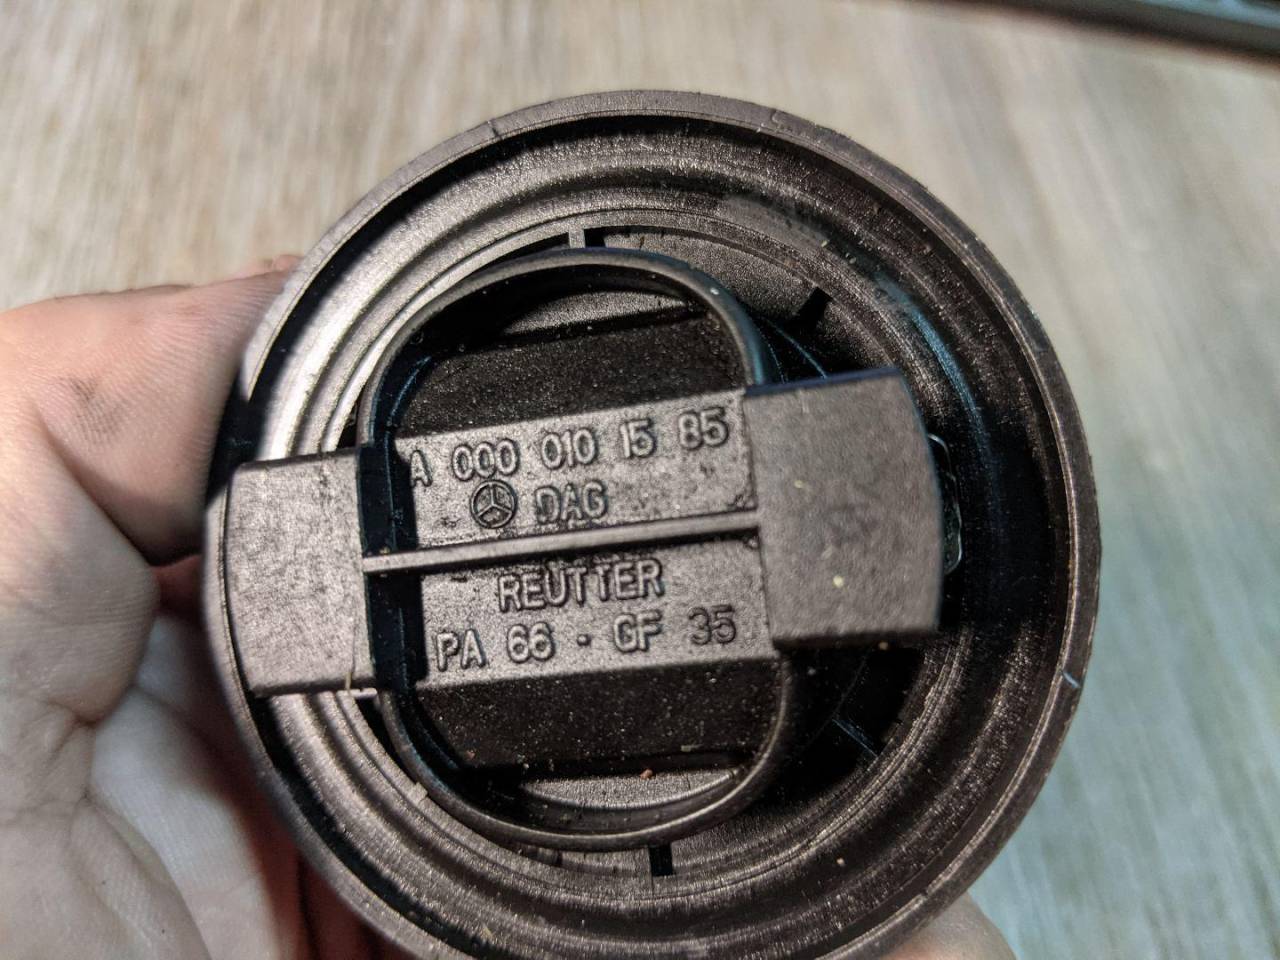 A 000 010 15 85
DAG
REUTTER
PA 66 - GF 35